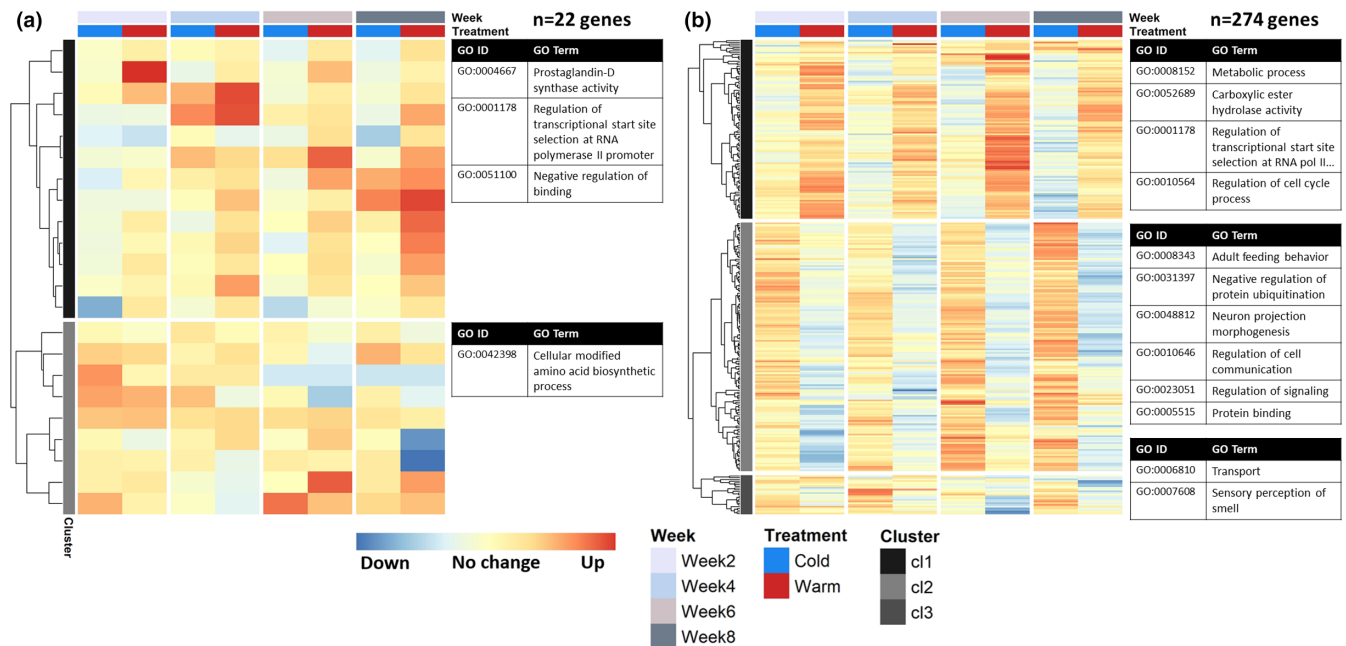 (a)
Week
Treatment
n=22 genes
GO ID GO Term
GO:0004667 Prostaglandin-D
synthase activity
GO:0001178 Regulation of
transcriptional start site
selection at RNA
polymerase II promoter
GO:0051100 Negative regulation of
binding
GO ID GO Term
GO:0042398 Cellular modified
amino acid biosynthetic
process
Cluster
(b)
Week
Treatment
n=274 genes
GO ID GO Term
GO:0008152 Metabolic process
GO:0052689 Carboxylic ester
hydrolase activity
GO:0001178 Regulation of
transcriptional start site
selection at RNA pol II...
GO:0010564 Regulation of cell cycle
process
GO ID GO Term
GO:0008343 Adult feeding behavior
GO:0031397 Negative regulation of
protein ubiquitination
GO:0048812 Neuron projection
morphogenesis
GO:0010646 Regulation of cell
communication
GO:0023051 Regulation of signaling
GO:0005515 Protein binding
GO ID GO Term
GO:0006810 Transport
GO:0007608 Sensory perception of
smell
Down No change Up
Week
Week2
Week4
Week6
Week8
Treatment
Cold
Warm
Cluster
cl1
cl2
cl3